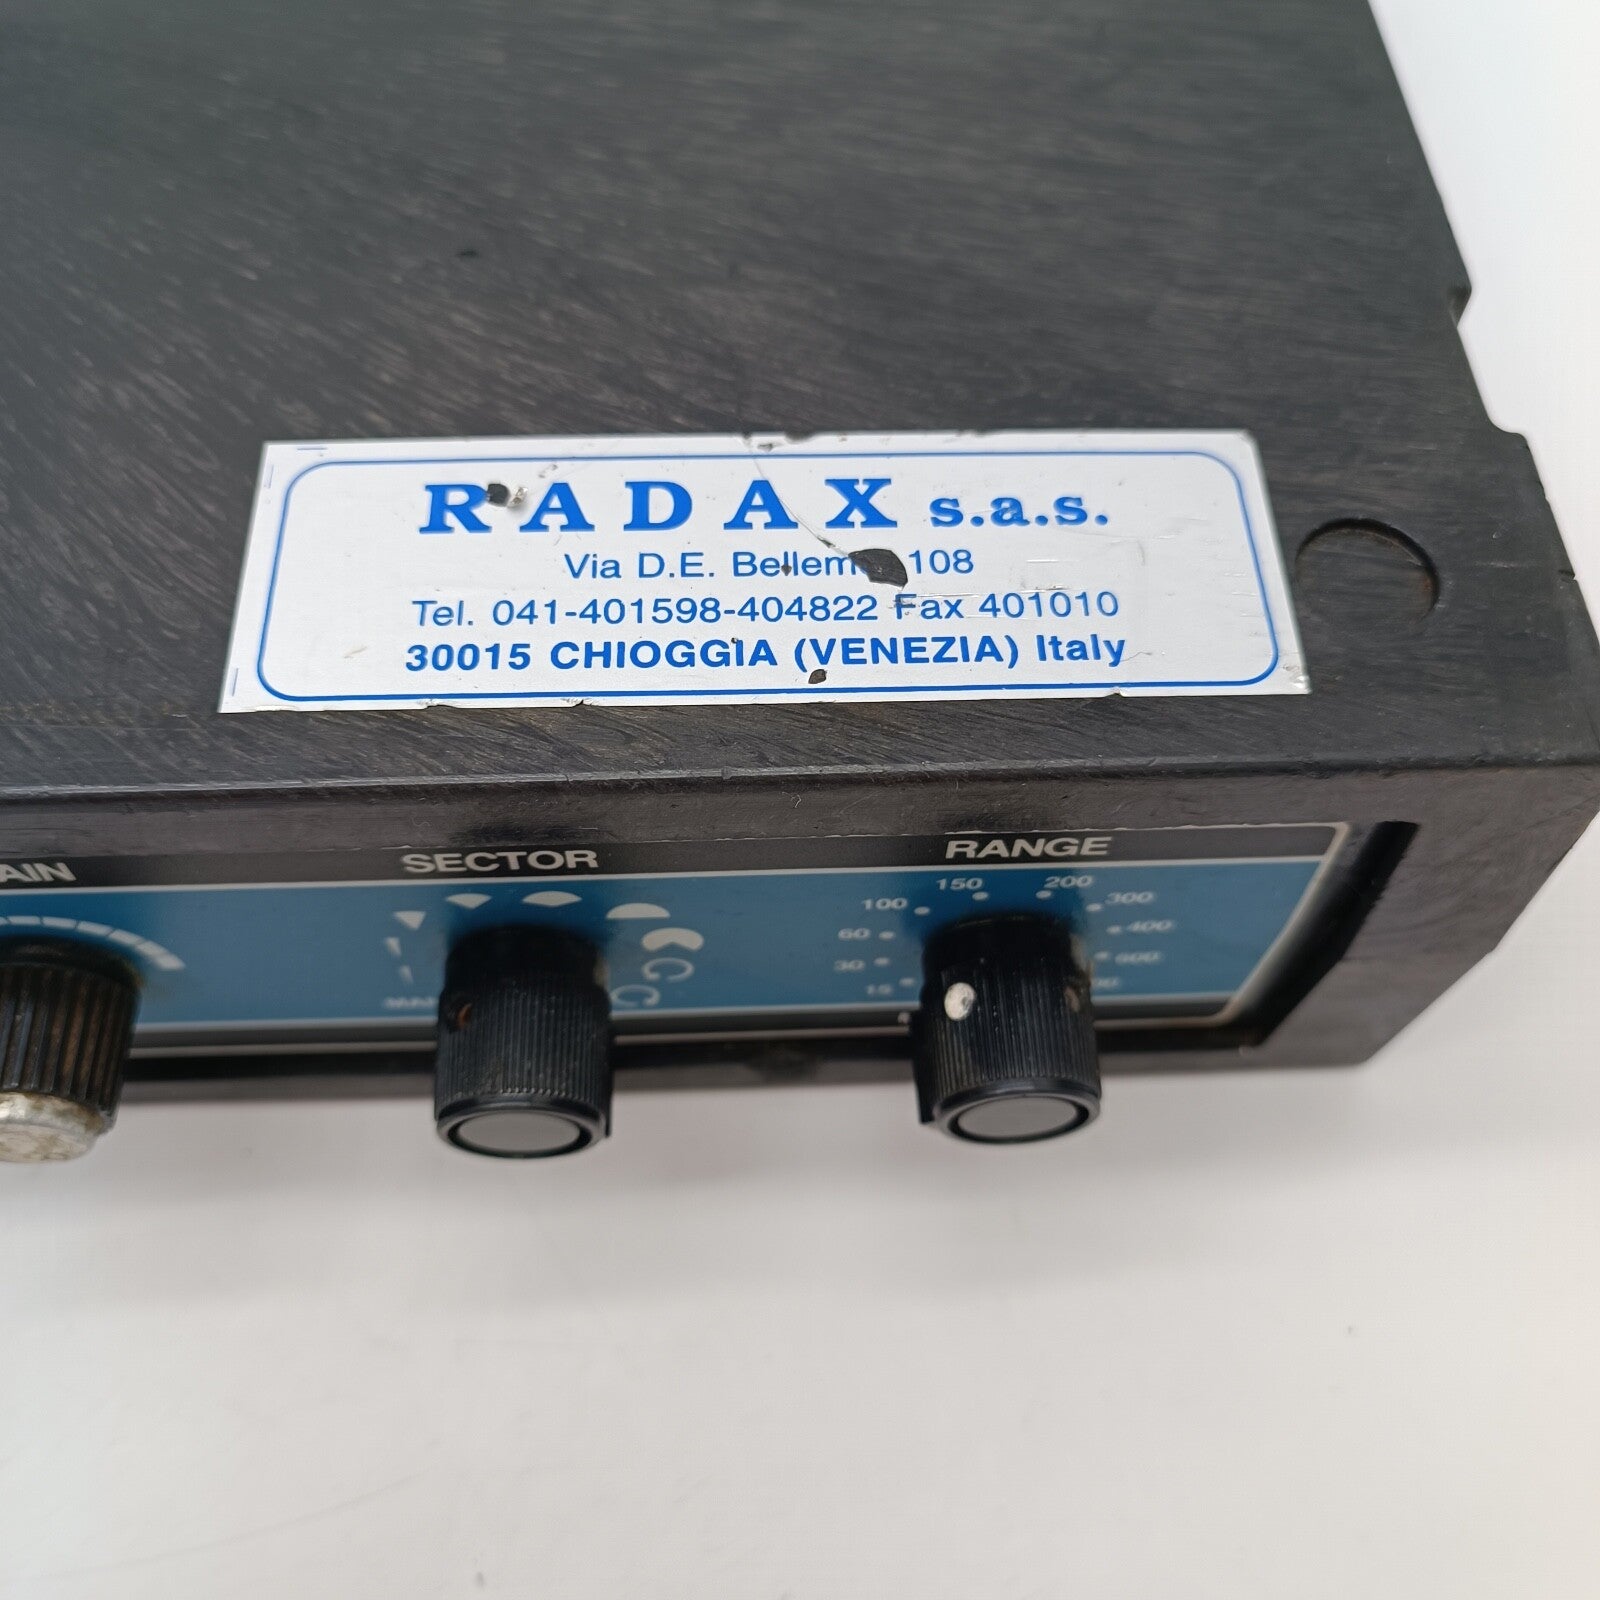 RADAX s.a.s.
Via D.E. 108
Tel. 041-401598-404822 Fax 401010
30015 CHIOGGIA (VENEZIA) Italy
SECTOR
RANGE
150 200
100 300
60 400
30
15